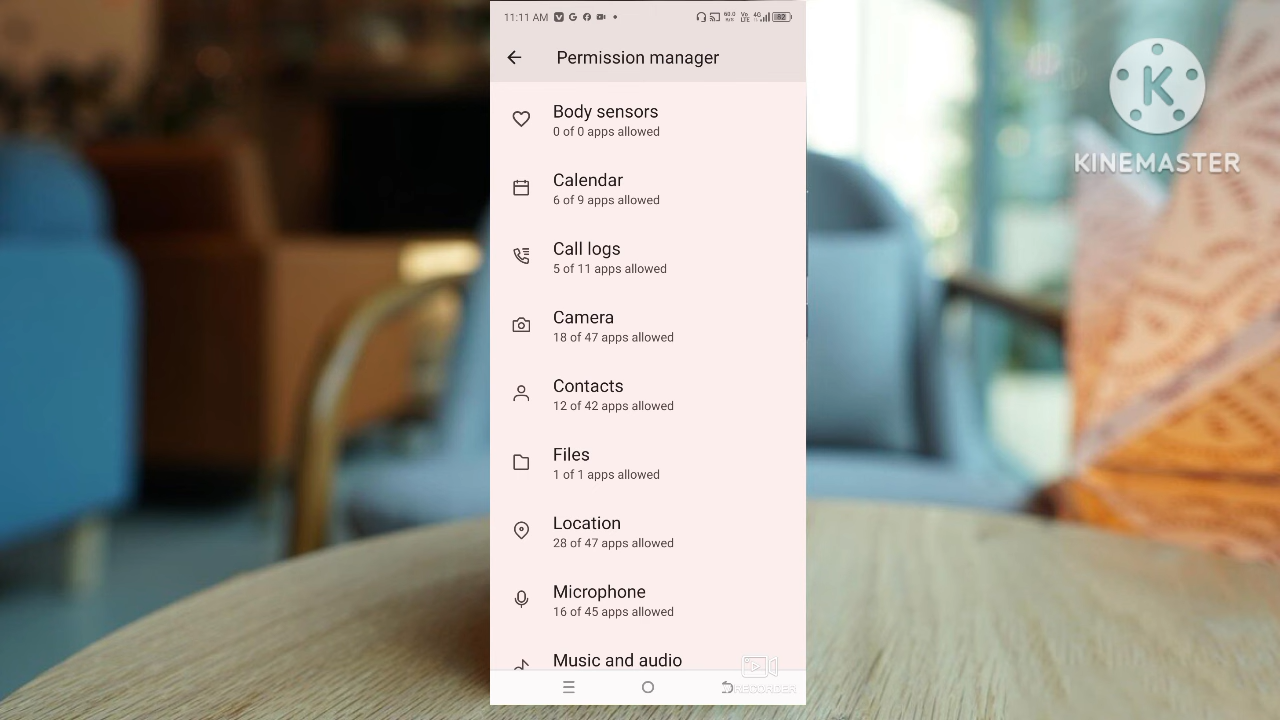 11:11 AM
Permission manager
Body sensors
0 of 0 apps allowed
Calendar
6 of 9 apps allowed
Call logs
5 of 11 apps allowed
Camera
18 of 47 apps allowed
Contacts
12 of 42 apps allowed
Files
1 of 1 apps allowed
Location
28 of 47 apps allowed
Microphone
16 of 45 apps allowed
Music and audio
RECORDER
K
KINEMASTER